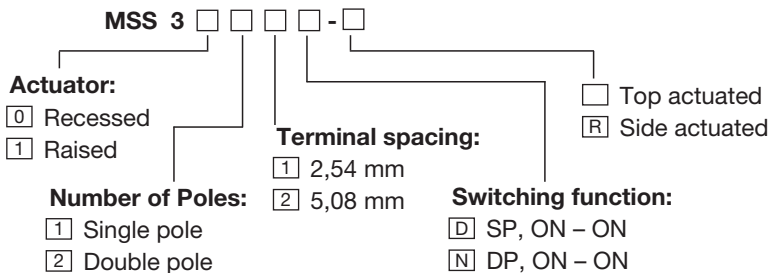 MSS 3 □ □ □ □ - □
Actuator:
0 Recessed
1 Raised
Number of Poles:
1 Single pole
2 Double pole
Terminal spacing:
1 2,54 mm
2 5,08 mm
Switching function:
D SP, ON – ON
N DP, ON – ON
□ Top actuated
R Side actuated